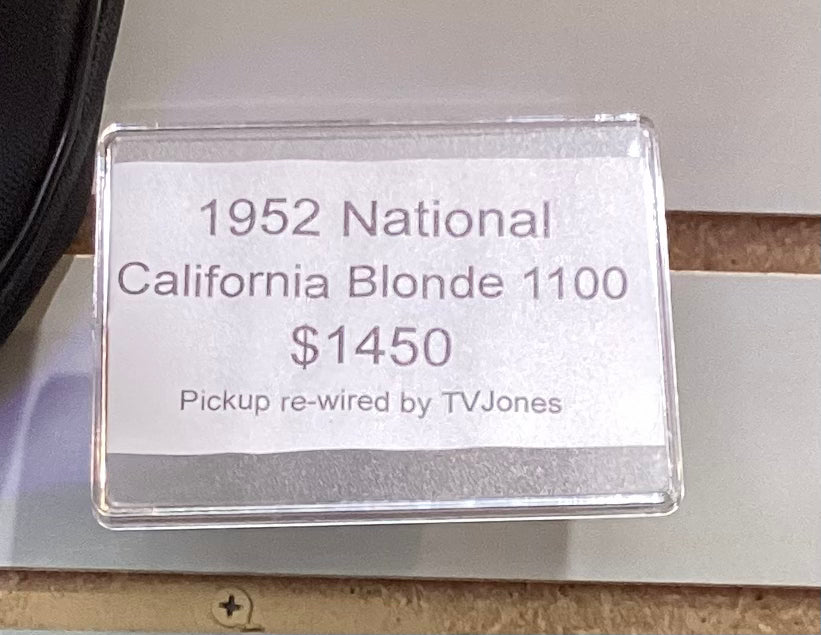 1952 National
California Blonde 1100
$1450
Pickup re-wired by TVJones